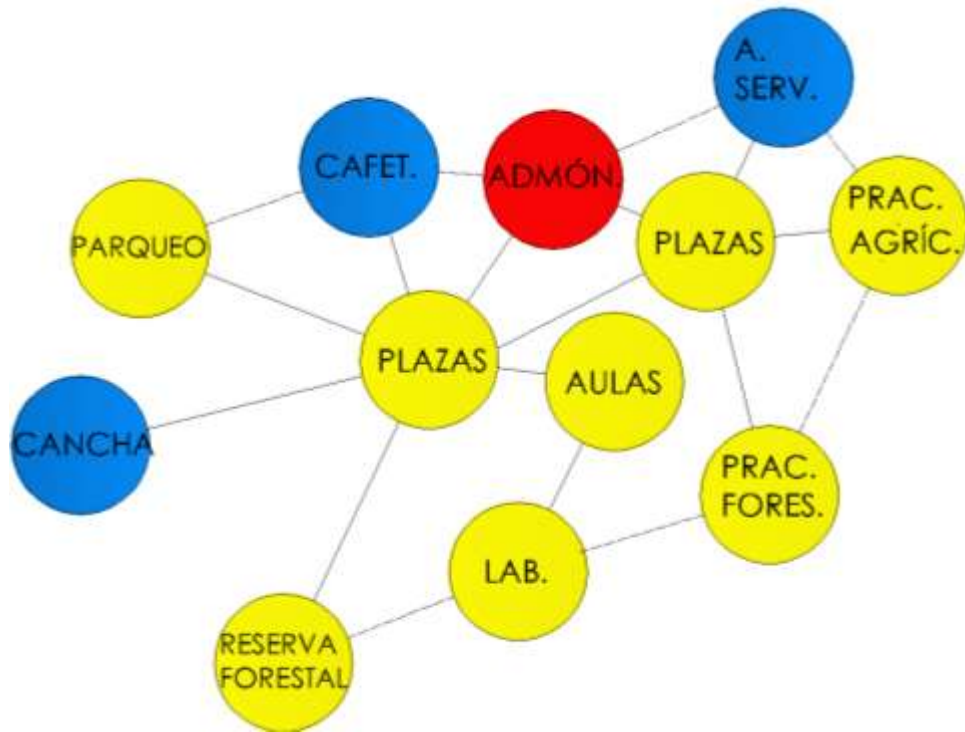 A.
SERV.
CAFET.
ADMÓN.
PRAC.
AGRÍC.
PARQUEO
PLAZAS
PLAZAS
AULAS
CANCHA
PRAC.
FORES.
LAB.
RESERVA
FORESTAL